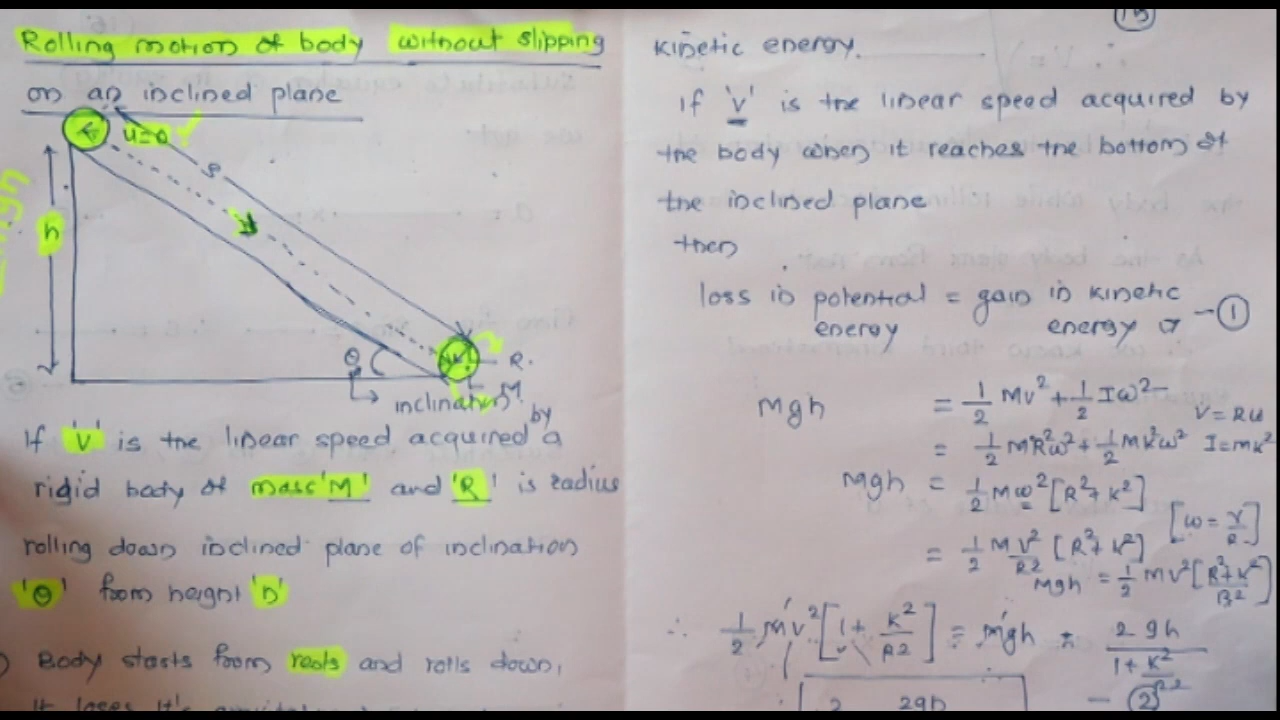 Rolling motion of body without slipping
on an inclined plane
u=0
s
h
θ
R.
M
inclination
by
If 'v' is the linear speed acquired a
rigid body of mass 'M' and 'R' is radius
rolling down inclined plane of inclination
'θ' from height 'h'
Body starts from rest and rolls down,
kinetic energy.
If 'v' is the linear speed acquired by
the body when it reaches the bottom of
the inclined plane
then
loss in potential = gain in kinetic
energy energy - ①
Mgh = 1/2 Mv² + 1/2 Iω²
V = Rω
= 1/2 MR²ω² + 1/2 MK²ω² I = mk²
Mgh = 1/2 Mω² [R² + K²]
[ω = v/R]
= 1/2 M V²/R² [R² + K²]
Mgh = 1/2 MV² [R² + K²/R²]
∴ 1/2 Mv² [1 + K²/R²] = Mgh 2gh/1 + K²/R²
- ②
2 2gh